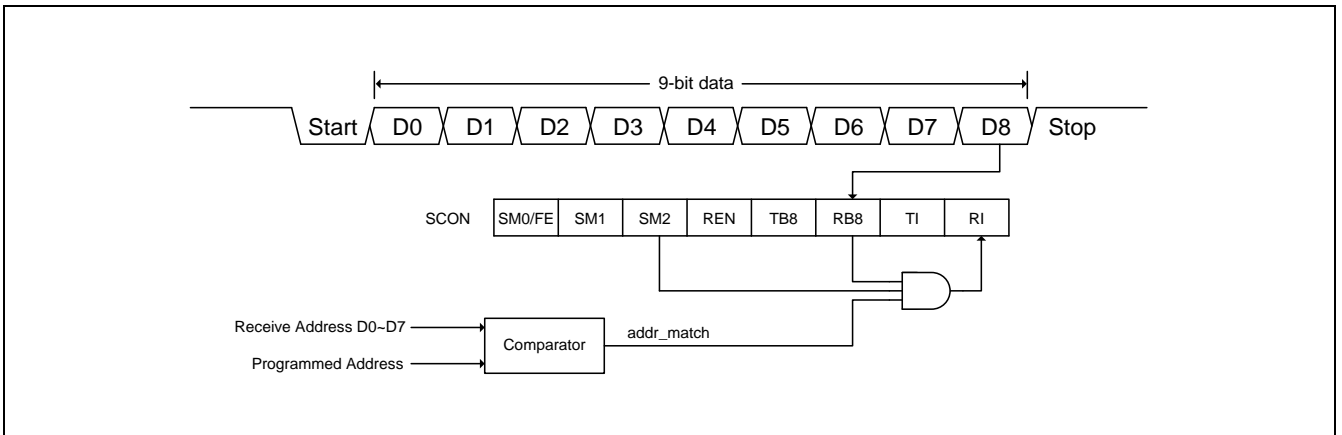 9-bit data
Start D0 D1 D2 D3 D4 D5 D6 D7 D8 Stop
SCON SM0/FE SM1 SM2 REN TB8 RB8 TI RI
Receive Address D0~D7
Comparator addr_match
Programmed Address